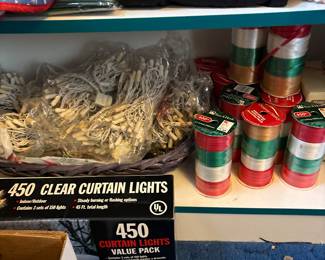 450 CLEAR CURTAIN LIGHTS
• Indoor/Outdoor • Steady burning or flashing options
• Contains 3 sets of 150 lights • 45 Ft. total length
UL
450
CURTAIN LIGHTS
VALUE PACK